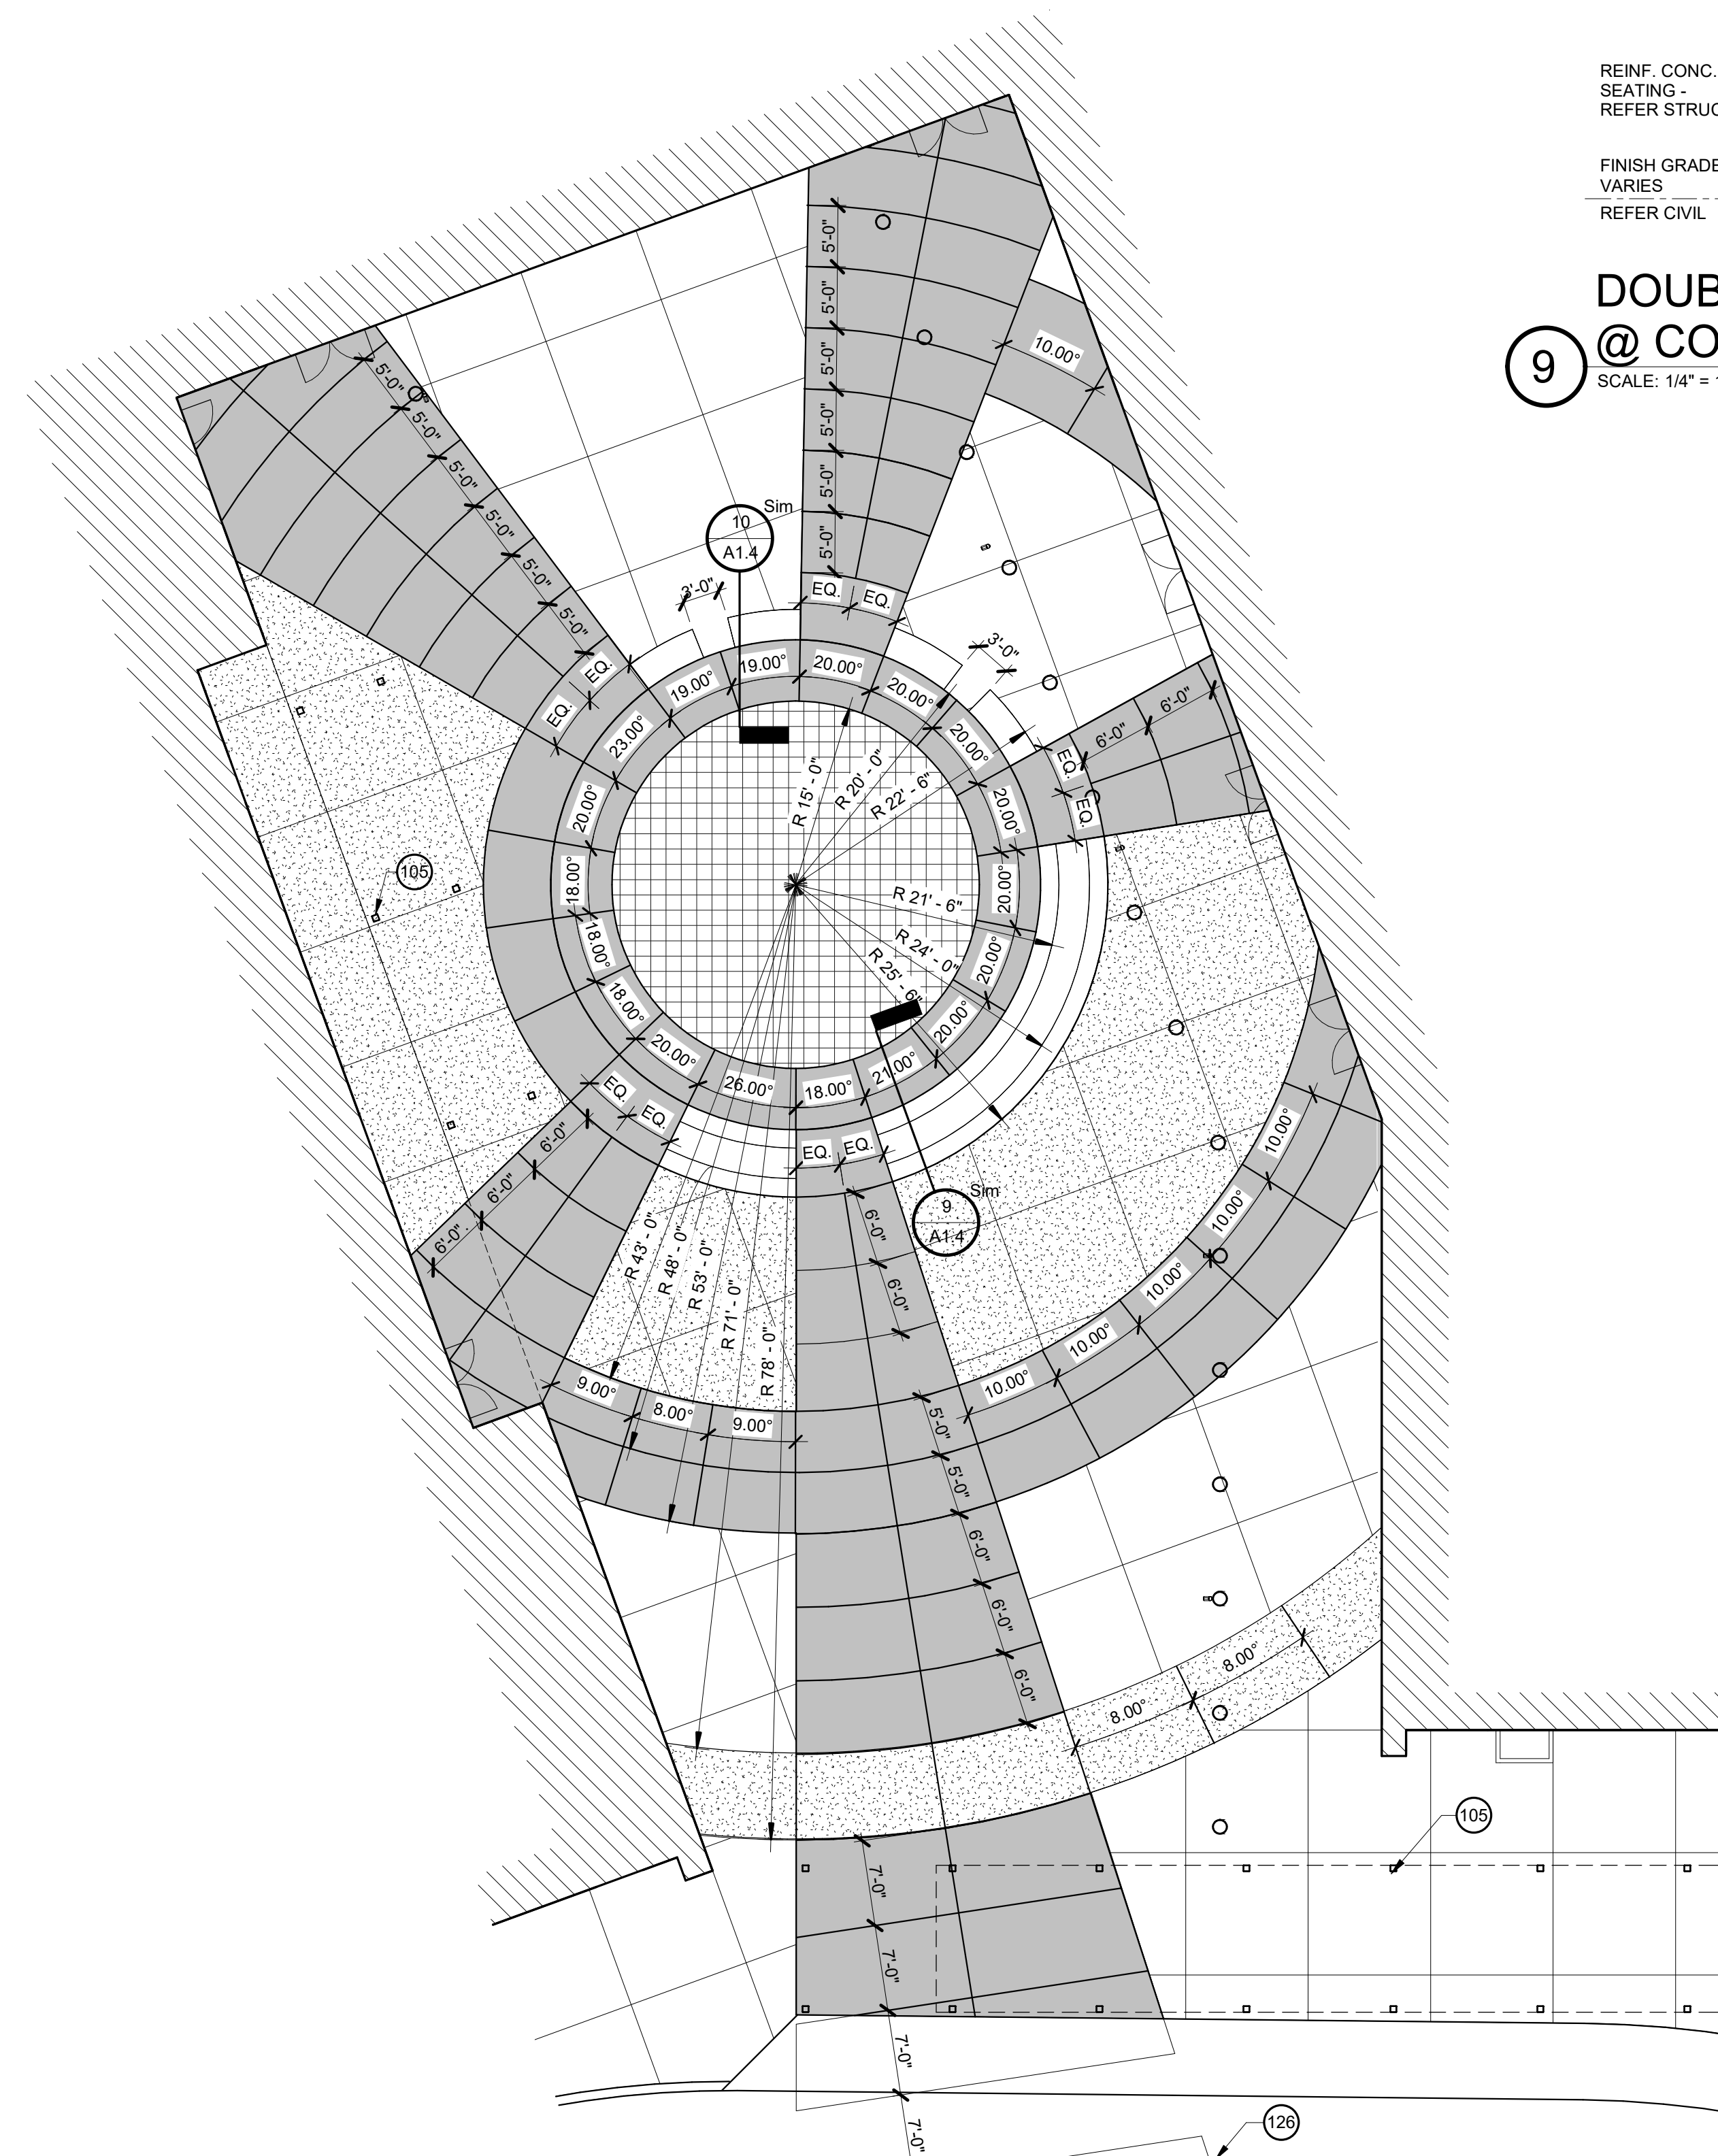 REINF. CONC.
SEATING -
REFER STRUC
FINISH GRADE
VARIES
REFER CIVIL
DOUB
@ CO
9
SCALE: 1/4" = 1
5'-0"
5'-0"
5'-0"
5'-0"
5'-0"
5'-0"
10.00°
5'-0"
5'-0"
5'-0"
5'-0"
5'-0"
5'-0"
10
A1.4
Sim
3'-0"
EQ.
EQ.
3'-0"
EQ.
EQ.
19.00°
19.00°
20.00°
20.00°
20.00°
23.00°
20.00°
18.00°
18.00°
18.00°
20.00°
26.00°
18.00°
21.00°
20.00°
20.00°
20.00°
20.00°
EQ.
EQ.
6'-0"
6'-0"
R 15' - 0"
R 20' - 0"
R 22' - 6"
R 21' - 6"
R 24' - 0"
R 25' - 6"
105
EQ.
EQ.
6'-0"
6'-0"
6'-0"
EQ.
EQ.
9
A1.4
Sim
6'-0"
6'-0"
R 43' - 0"
R 48' - 0"
R 53' - 0"
R 71' - 0"
R 78' - 0"
9.00°
8.00°
9.00°
10.00°
10.00°
10.00°
10.00°
10.00°
5'-0"
5'-0"
6'-0"
6'-0"
6'-0"
8.00°
8.00°
105
7'-0"
7'-0"
7'-0"
7'-0"
126